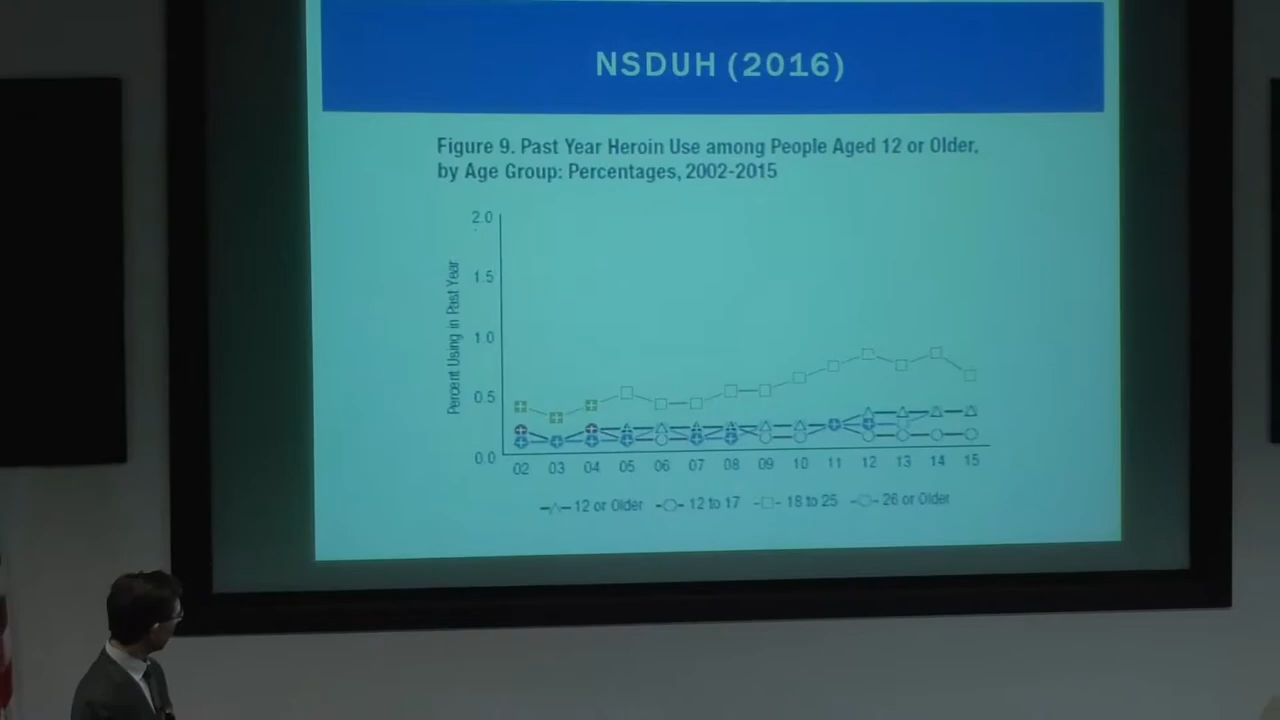 NSDUH (2016)
Figure 9. Past Year Heroin Use among People Aged 12 or Older,
by Age Group: Percentages, 2002-2015
Percent Using in Past Year
2.0
1.5
1.0
0.5
0.0
02 03 04 05 06 07 08 09 10 11 12 13 14 15
12 or Older 12 to 17 18 to 25 26 or Older